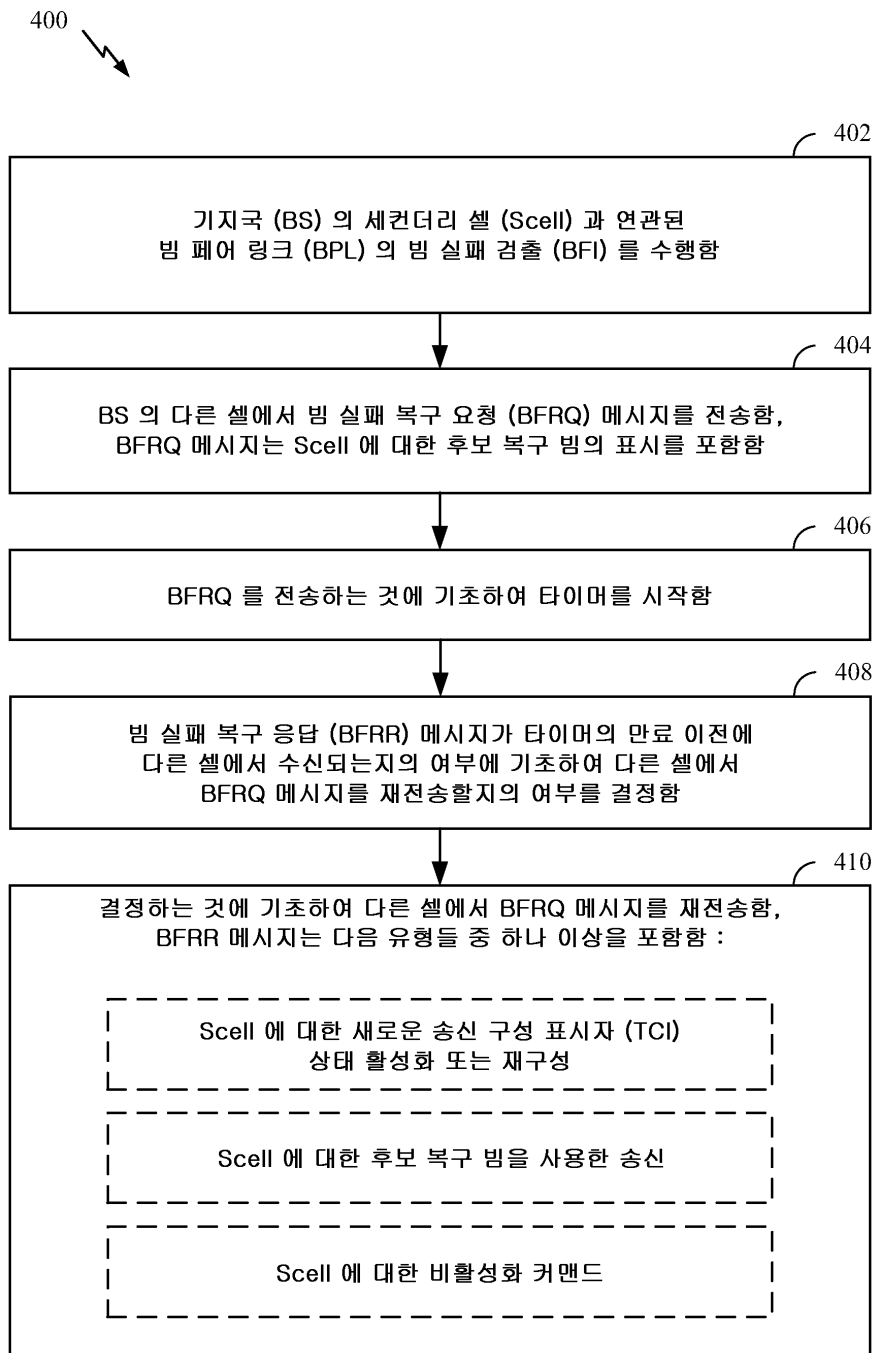 400
402
기지국 (BS) 의 세컨더리 셀 (Scell) 과 연관된
빔 페어 링크 (BPL) 의 빔 실패 검출 (BFI) 를 수행함
404
BS 의 다른 셀에서 빔 실패 복구 요청 (BFRQ) 메시지를 전송함,
BFRQ 메시지는 Scell 에 대한 후보 복구 빔의 표시를 포함함
406
BFRQ 를 전송하는 것에 기초하여 타이머를 시작함
408
빔 실패 복구 응답 (BFRR) 메시지가 타이머의 만료 이전에
다른 셀에서 수신되는지의 여부에 기초하여 다른 셀에서
BFRQ 메시지를 재전송할지의 여부를 결정함
410
결정하는 것에 기초하여 다른 셀에서 BFRQ 메시지를 재전송함,
BFRR 메시지는 다음 유형들 중 하나 이상을 포함함 :
Scell 에 대한 새로운 송신 구성 표시자 (TCI)
상태 활성화 또는 재구성
Scell 에 대한 후보 복구 빔을 사용한 송신
Scell 에 대한 비활성화 커맨드